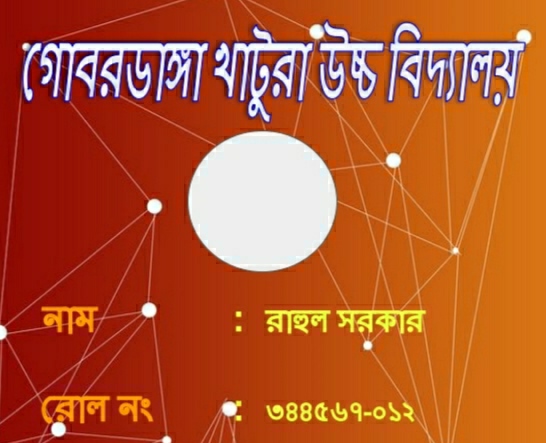 গোবরডাঙ্গা খাটুরা উচ্চ বিদ্যালয়
নাম : রাহুল সরকার
রোল নং : ৩৪৪৫৬৭-০১২